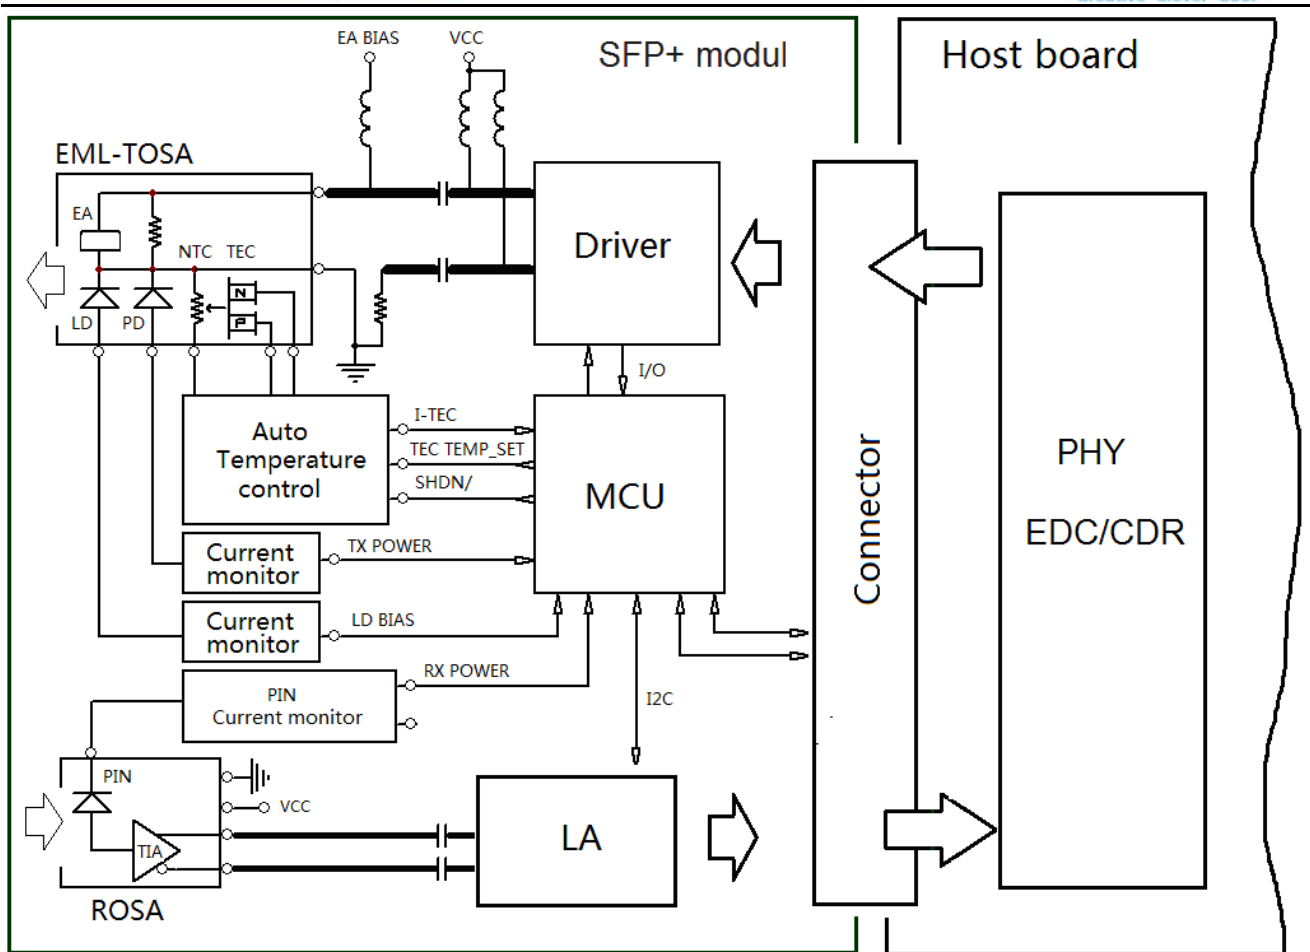 EA BIAS
VCC
SFP+ modul
Host board
EML-TOSA
EA
NTC
TEC
N
P
LD
PD
Driver
I/O
Auto
Temperature
control
I-TEC
TEC TEMP_SET
SHDN/
MCU
Connector
PHY
EDC/CDR
Current
monitor
TX POWER
Current
monitor
LD BIAS
PIN
Current monitor
RX POWER
I2C
PIN
VCC
TIA
LA
ROSA